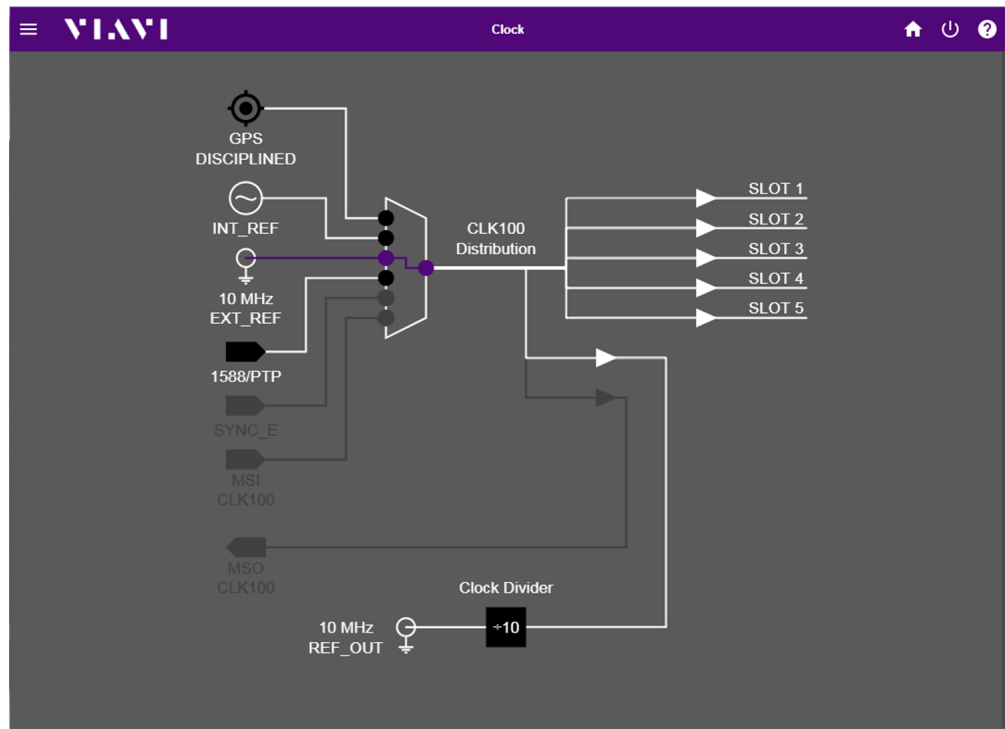 VIAVI
Clock
GPS
DISCIPLINED
INT_REF
10 MHz
EXT_REF
1588/PTP
SYNC_E
MSI
CLK100
MSO
CLK100
CLK100
Distribution
SLOT 1
SLOT 2
SLOT 3
SLOT 4
SLOT 5
Clock Divider
÷10
10 MHz
REF_OUT